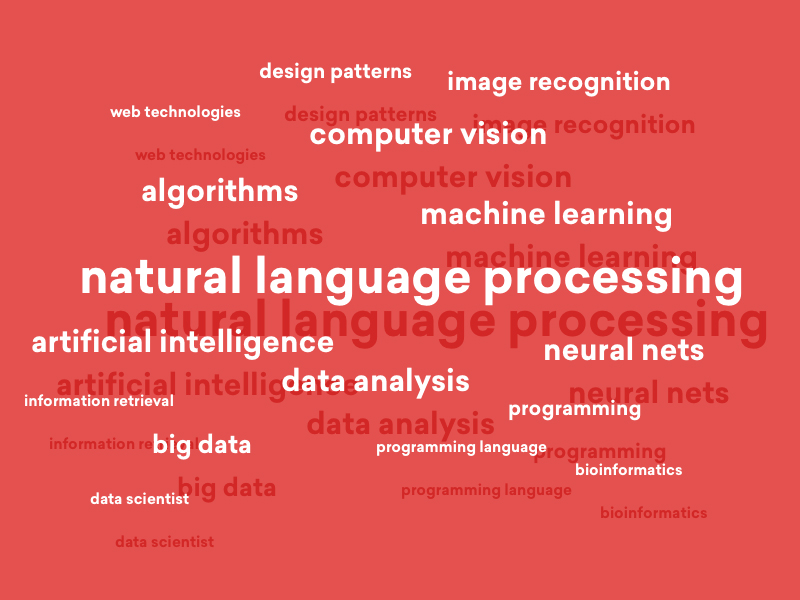 design patterns
image recognition
web technologies
design patterns
image recognition
computer vision
web technologies
computer vision
algorithms
machine learning
algorithms
machine learning
natural language processing
natural language processing
artificial intelligence
neural nets
data analysis
artificial intelligence
neural nets
information retrieval
programming
data analysis
information retrieval
big data
programming language
programming
bioinformatics
big data
programming language
data scientist
bioinformatics
data scientist